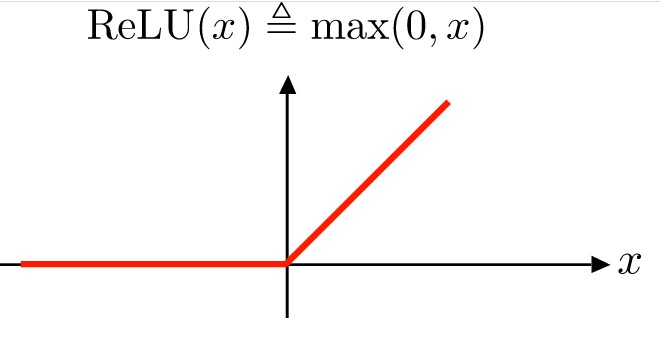 ReLU(x) ≜ max(0, x)
x